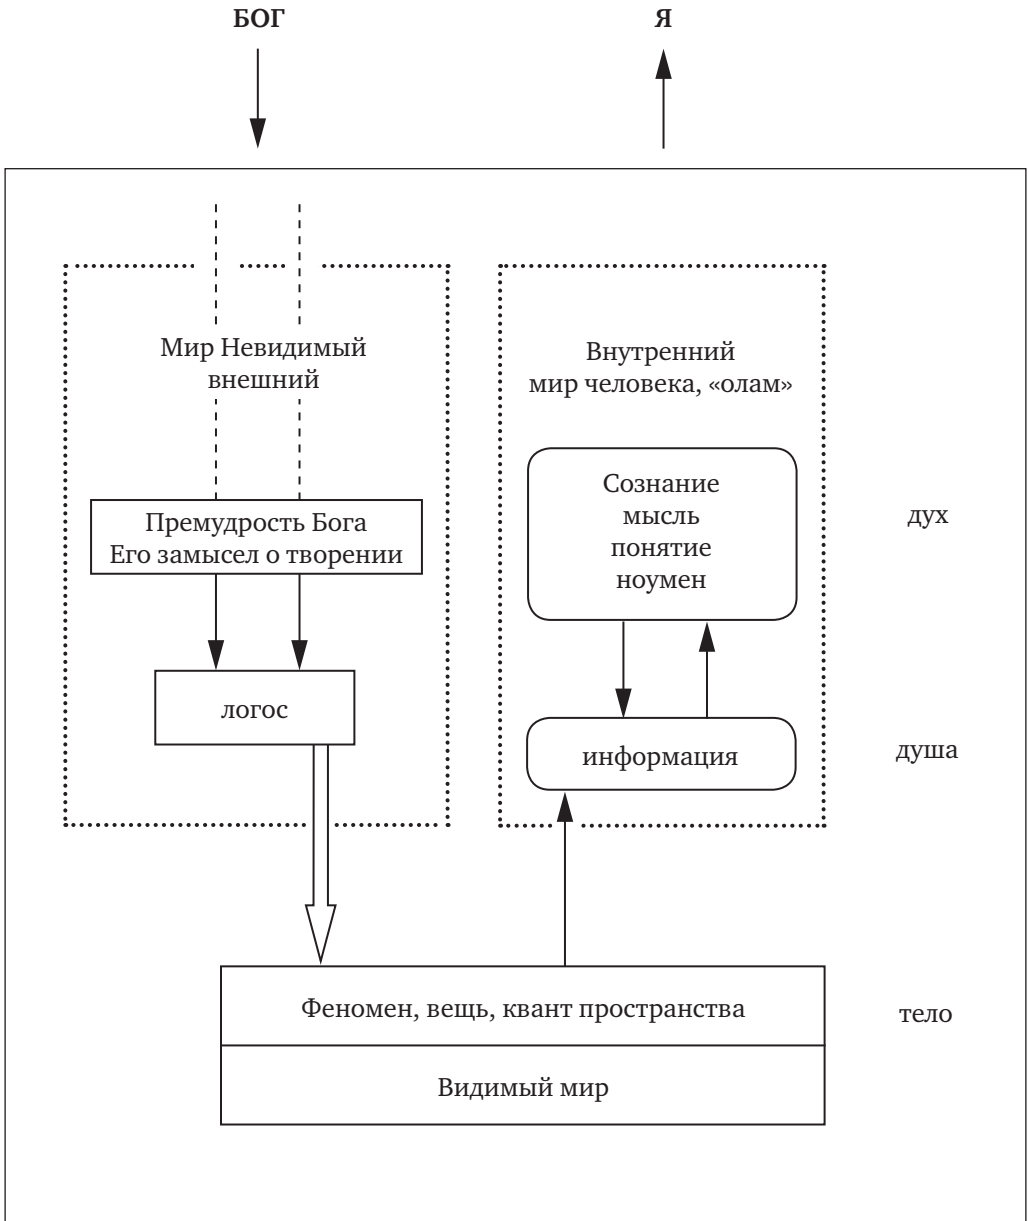 БОГ
Я
Мир Невидимый
внешний
Внутренний
мир человека, «олам»
Премудрость Бога
Его замысел о творении
Сознание
мысль
понятие
ноумен
дух
логос
информация
душа
Феномен, вещь, квант пространства
тело
Видимый мир